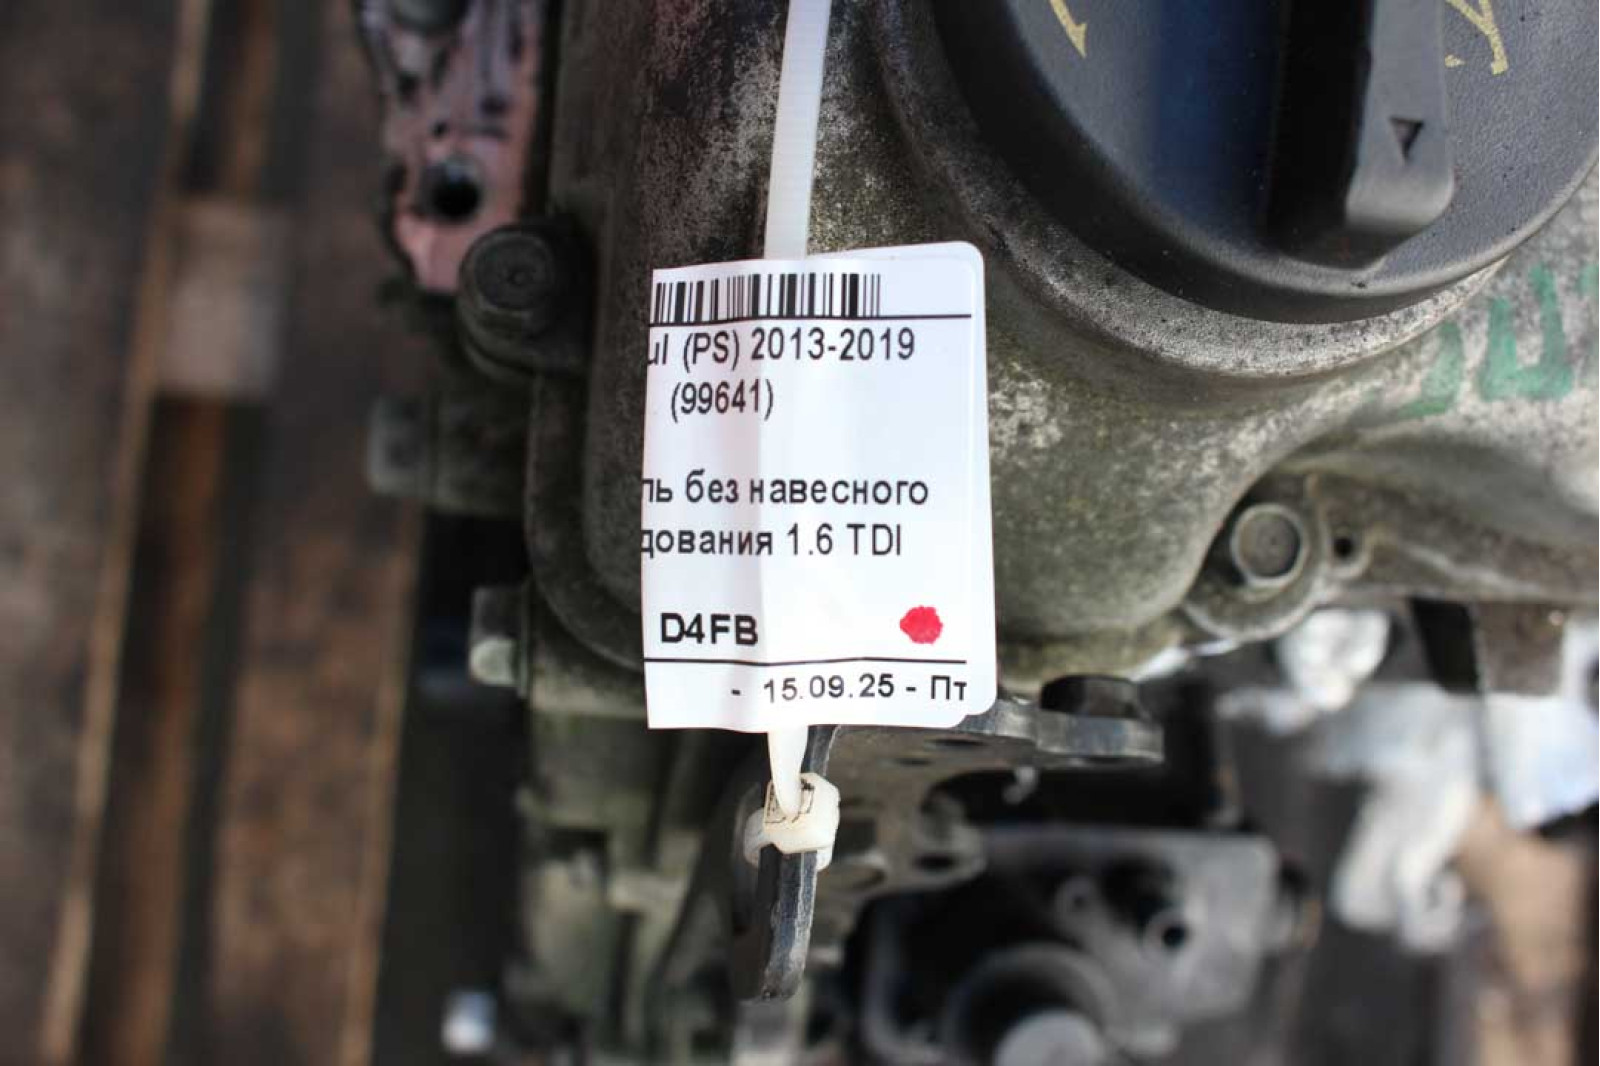 ul (PS) 2013-2019
(99641)
ль без навесного
дования 1.6 TDI
D4FB
- 15.09.25 - Пт